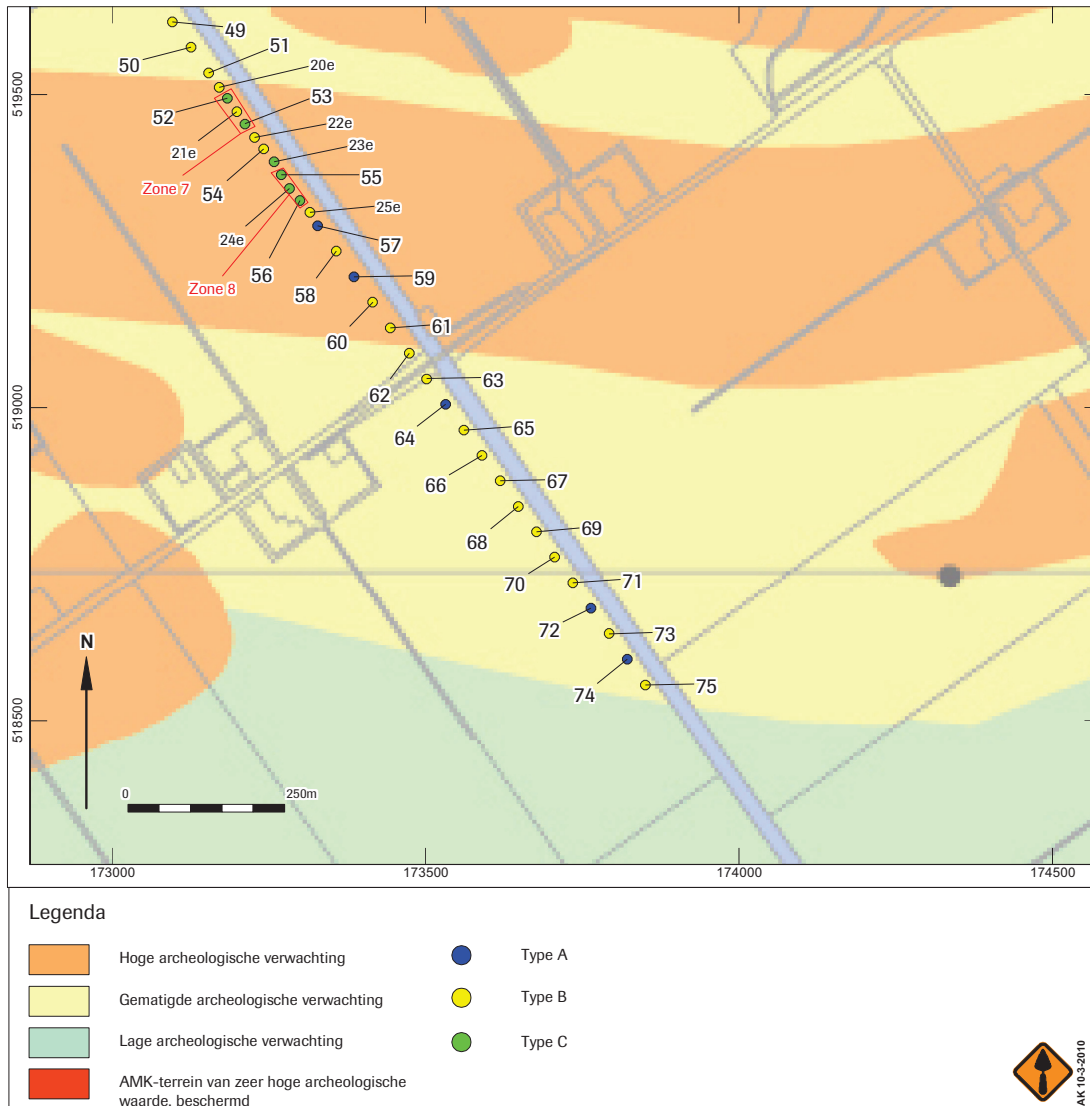 49
50
51
20e
52
53
21e
22e
23e
Zone 7
54
55
24e
25e
56
57
Zone 8
58
59
60
61
62
63
64
65
66
67
68
69
70
71
72
73
74
75
519500
519000
518500
N
0
250m
173000
173500
174000
174500
Legenda
Hoge archeologische verwachting
Gematigde archeologische verwachting
Lage archeologische verwachting
AMK-terrein van zeer hoge archeologische
waarde, beschermd
Type A
Type B
Type C
AK 10-3-2010